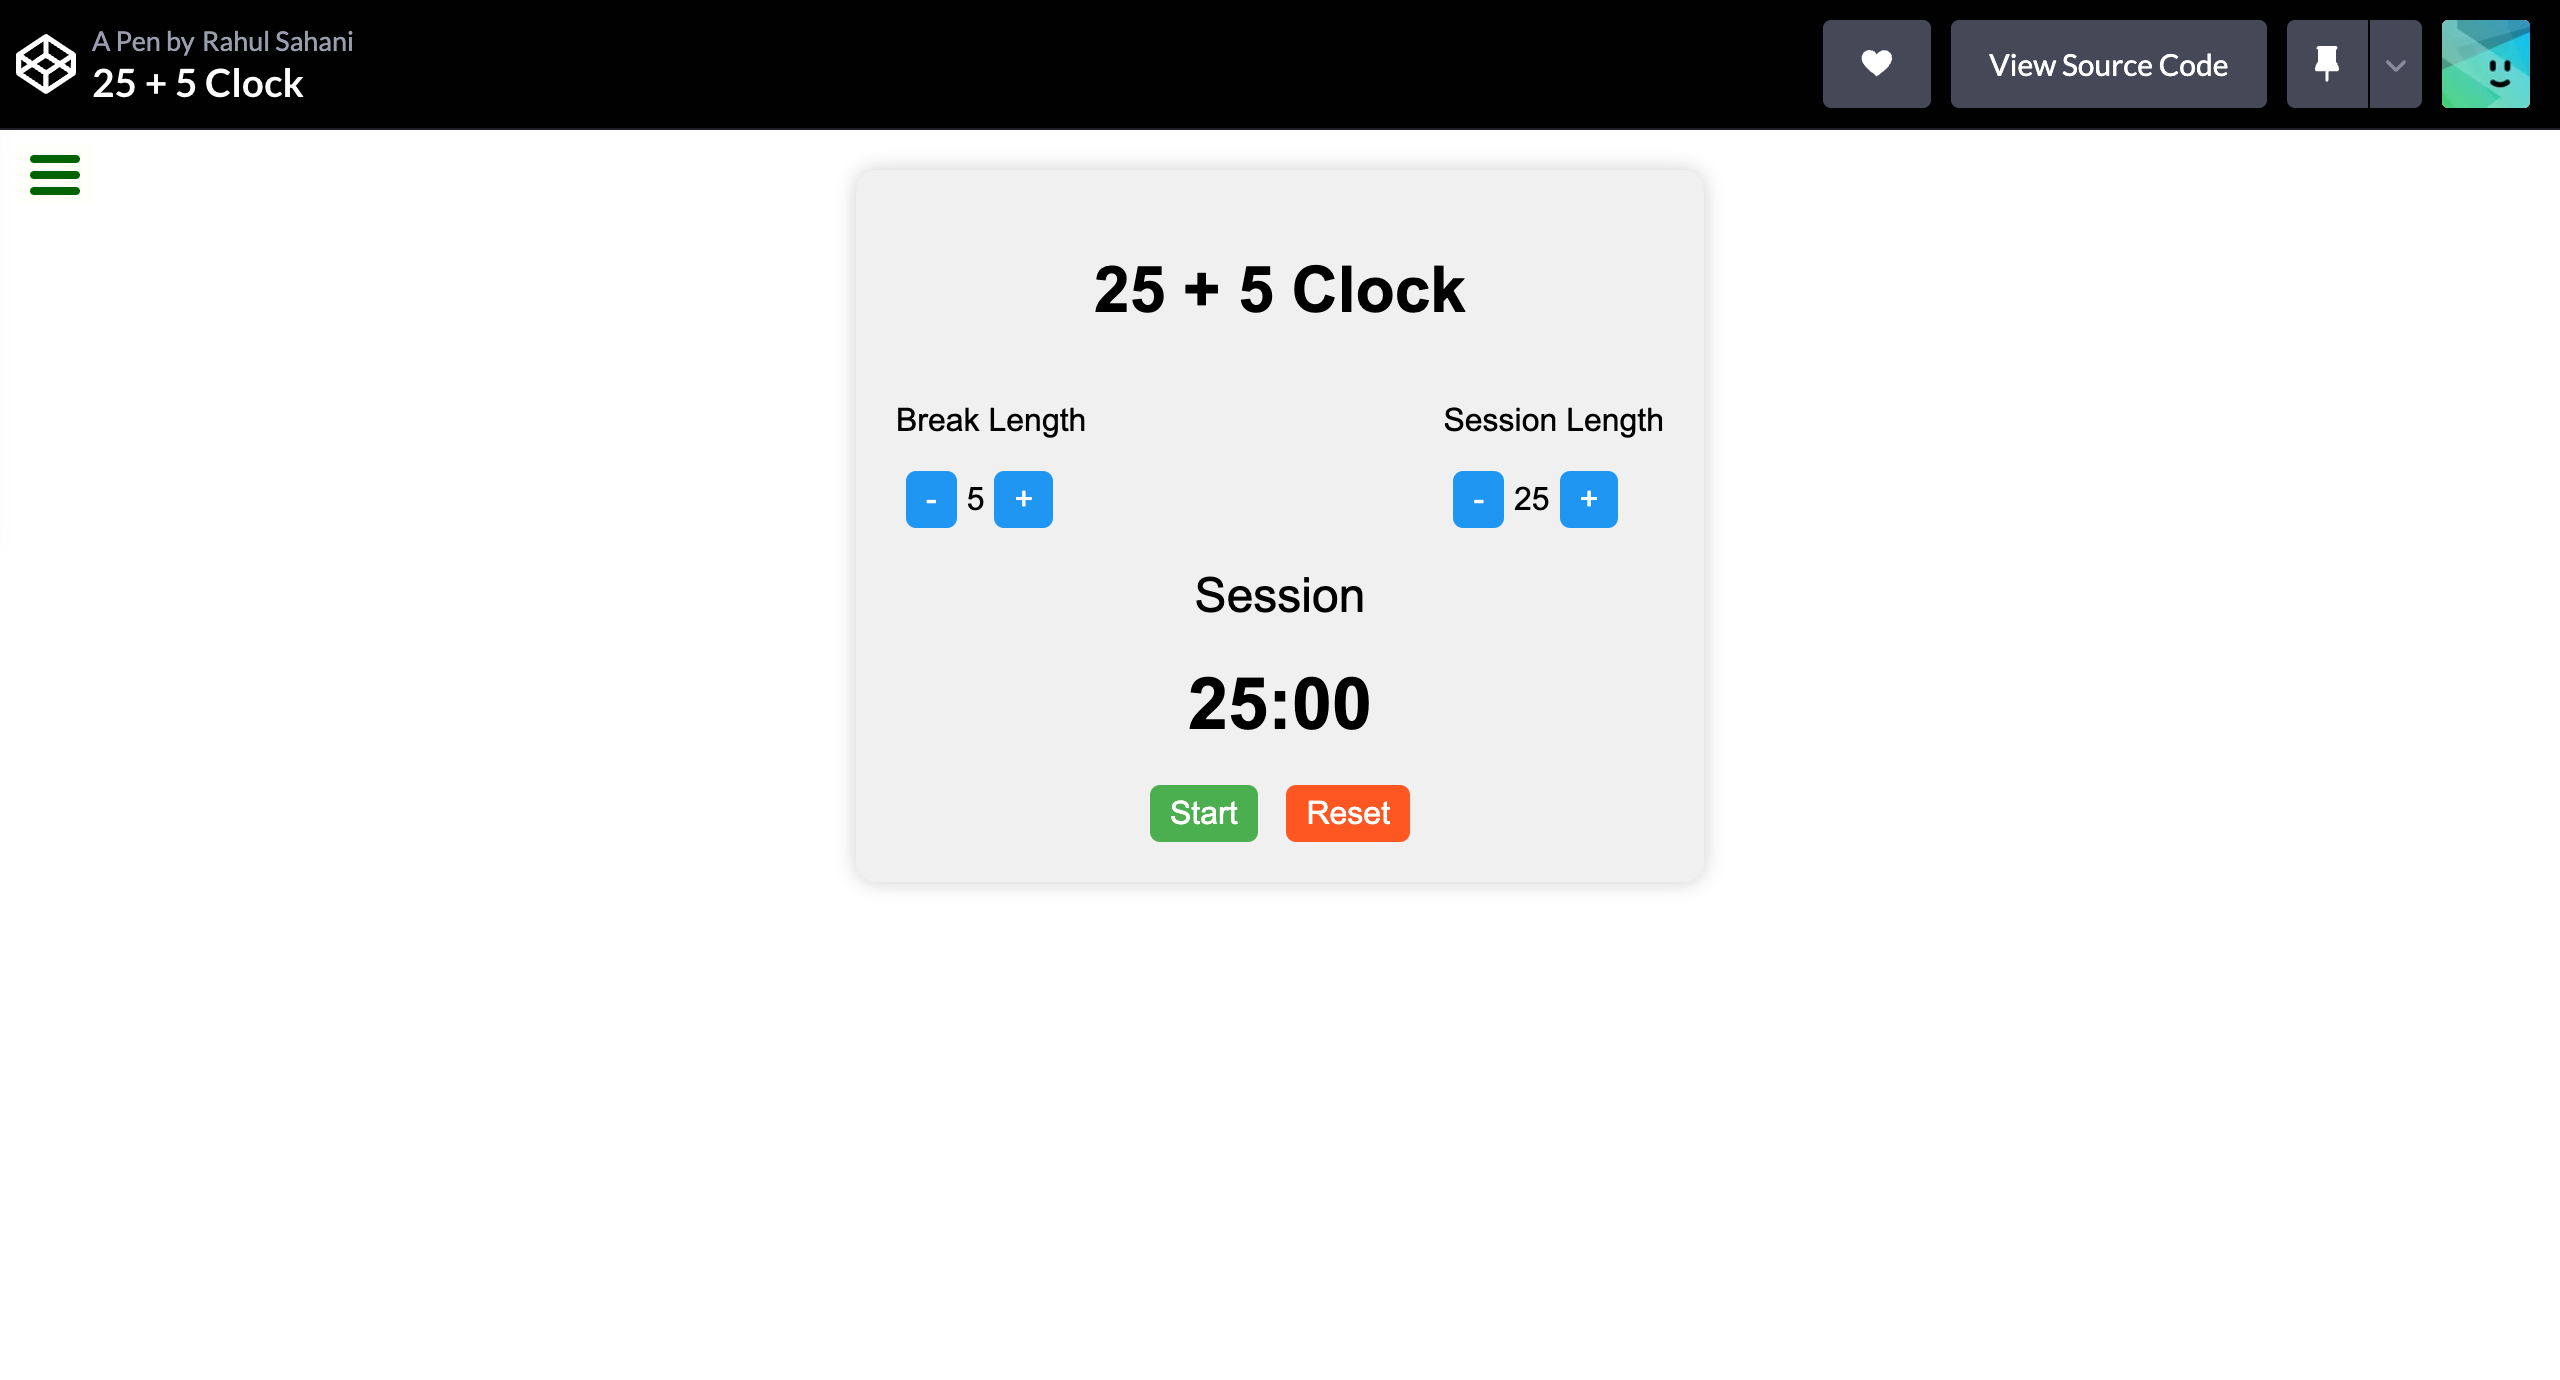 A Pen by Rahul Sahani
25 + 5 Clock
View Source Code
25 + 5 Clock
Break Length
Session Length
- 5 +
- 25 +
Session
25:00
Start Reset